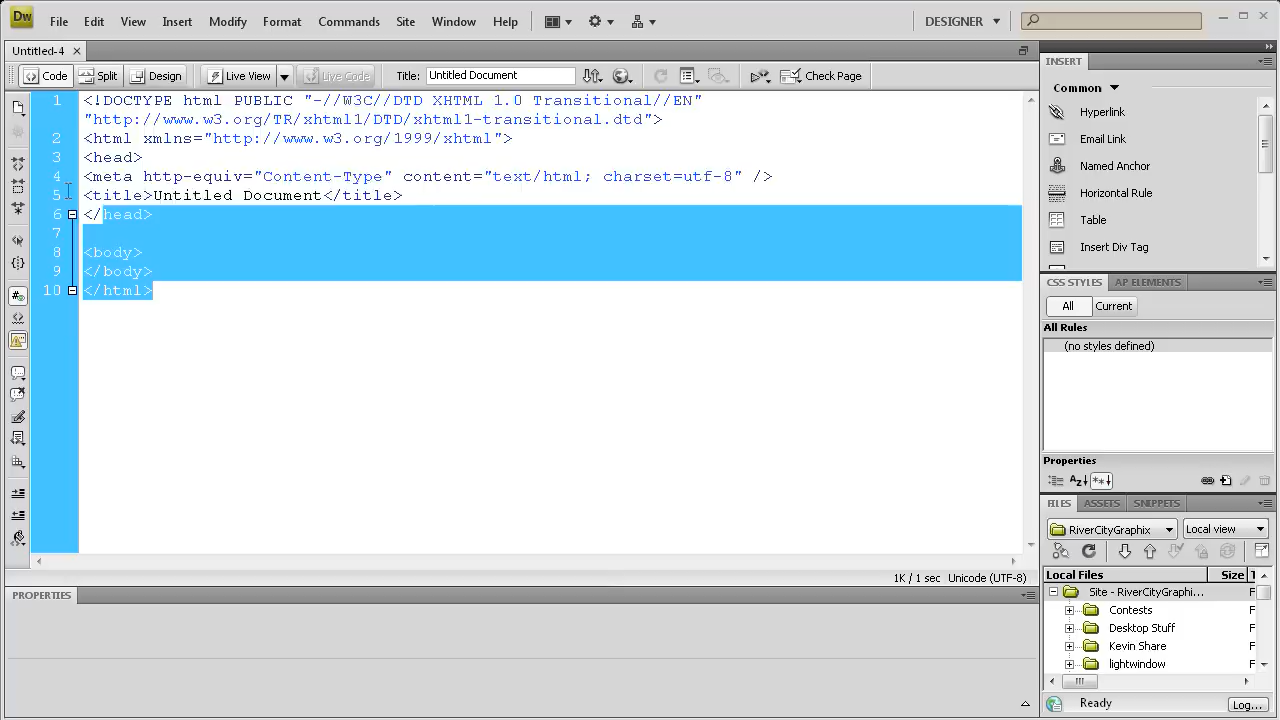 Dw File Edit View Insert Modify Format Commands Site Window Help DESIGNER
Untitled-4
Code Split Design Live View Live Code Title: Untitled Document Check Page
1 <!DOCTYPE html PUBLIC "-//W3C//DTD XHTML 1.0 Transitional//EN"
"http://www.w3.org/TR/xhtml1/DTD/xhtml1-transitional.dtd">
2 <html xmlns="http://www.w3.org/1999/xhtml">
3 <head>
4 <meta http-equiv="Content-Type" content="text/html; charset=utf-8" />
5 <title>Untitled Document</title>
6 </head>
7
8 <body>
9 </body>
10 </html>
1K / 1 sec Unicode (UTF-8)
PROPERTIES
INSERT
Common
Hyperlink
Email Link
Named Anchor
Horizontal Rule
Table
Insert Div Tag
CSS STYLES AP ELEMENTS
All Current
All Rules
(no styles defined)
Properties
FILES ASSETS SNIPPETS
RiverCityGraphix Local view
Local Files Size T
Site - RiverCityGraphi... F
Contests F
Desktop Stuff F
Kevin Share F
lightwindow F
Ready Log...